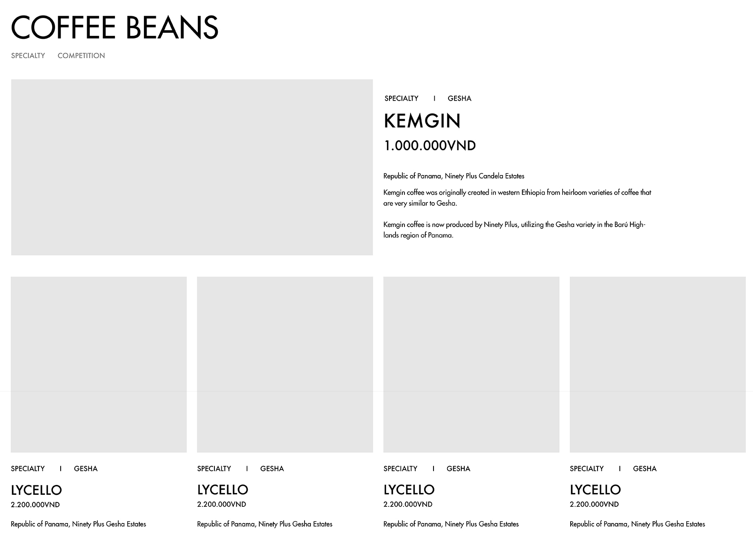 COFFEE BEANS
SPECIALTY COMPETITION
SPECIALTY I GESHA
KEMGIN
1.000.000VND
Republic of Panama, Ninety Plus Candela Estates
Kemgin coffee was originally created in western Ethiopia from heirloom varieties of coffee that
are very similar to Gesha.
Kemgin coffee is now produced by Ninety Pilus, utilizing the Gesha variety in the Barú High-
lands region of Panama.
SPECIALTY I GESHA
LYCELLO
2.200.000VND
Republic of Panama, Ninety Plus Gesha Estates
SPECIALTY I GESHA
LYCELLO
2.200.000VND
Republic of Panama, Ninety Plus Gesha Estates
SPECIALTY I GESHA
LYCELLO
2.200.000VND
Republic of Panama, Ninety Plus Gesha Estates
SPECIALTY I GESHA
LYCELLO
2.200.000VND
Republic of Panama, Ninety Plus Gesha Estates